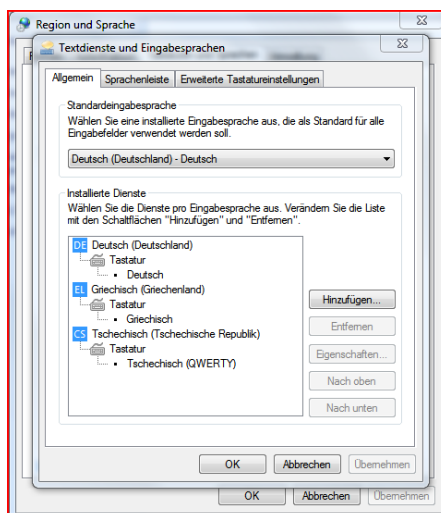 Region und Sprache
Textdienste und Eingabesprachen
Allgemein Sprachenliste Erweiterte Tastatureinstellungen
Standardeingabesprache
Wählen Sie eine installierte Eingabesprache aus, die als Standard für alle
Eingabefelder verwendet werden soll.
Deutsch (Deutschland) - Deutsch
Installierte Dienste
Wählen Sie die Dienste pro Eingabesprache aus. Verändern Sie die Liste
mit den Schaltflächen "Hinzufügen" und "Entfernen".
DE Deutsch (Deutschland)
Tastatur
Deutsch
EL Griechisch (Griechenland)
Tastatur
Griechisch
CS Tschechisch (Tschechische Republik)
Tastatur
Tschechisch (QWERTY)
Hinzufügen...
Entfernen
Eigenschaften...
Nach oben
Nach unten
OK Abbrechen Übernehmen
OK Abbrechen Übernehmen